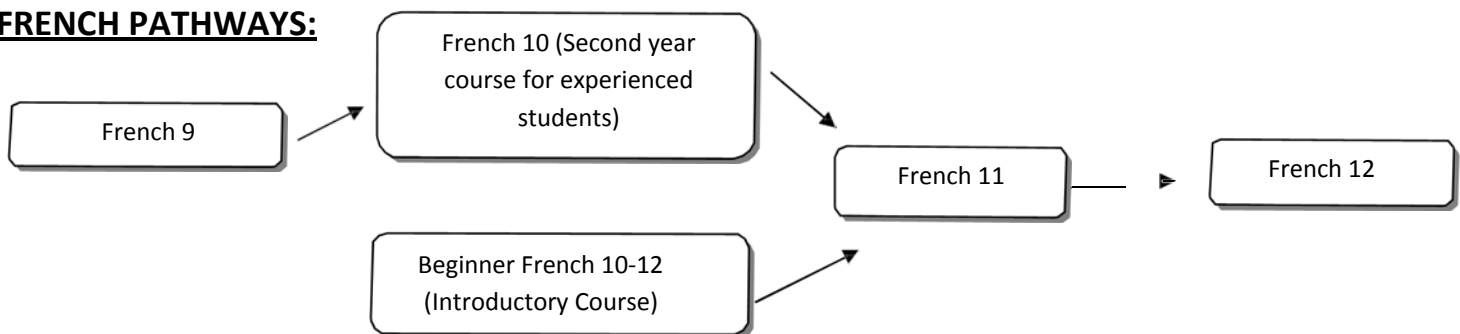 FRENCH PATHWAYS:
French 9
French 10 (Second year
course for experienced
students)
Beginner French 10-12
(Introductory Course)
French 11
French 12